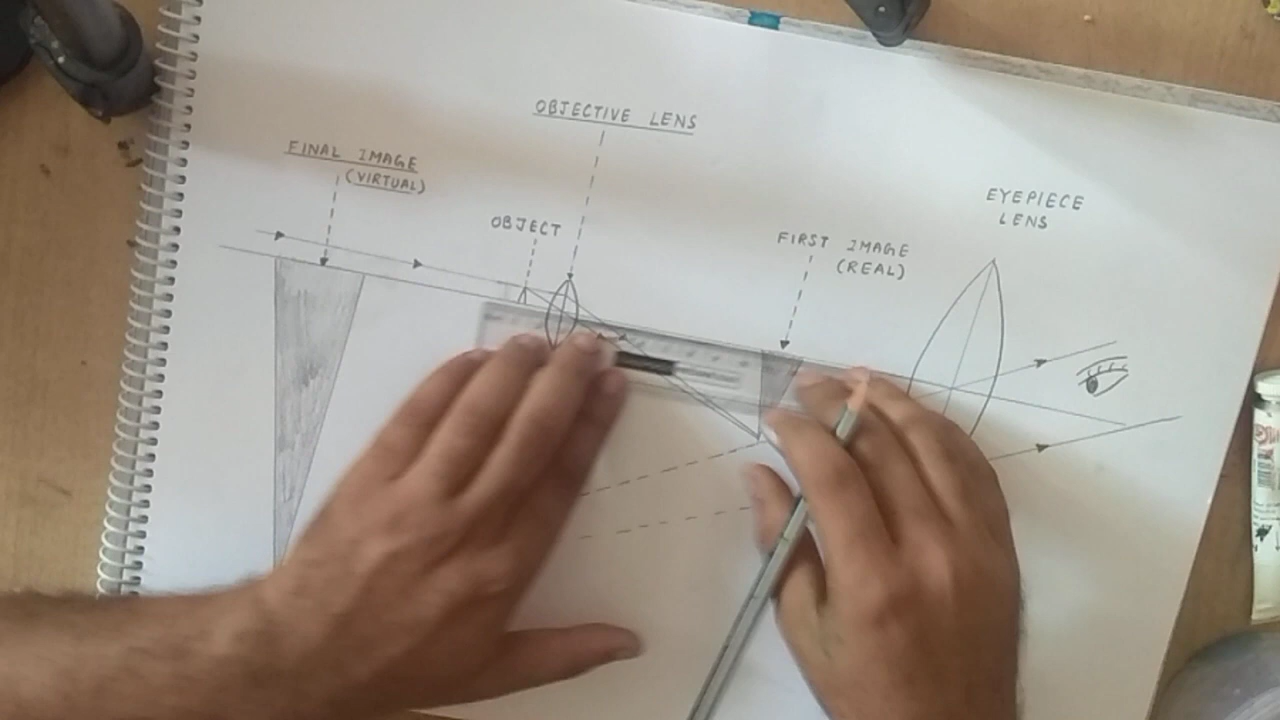 OBJECTIVE LENS
FINAL IMAGE
(VIRTUAL)
OBJECT
EYEPIECE
LENS
FIRST IMAGE
(REAL)